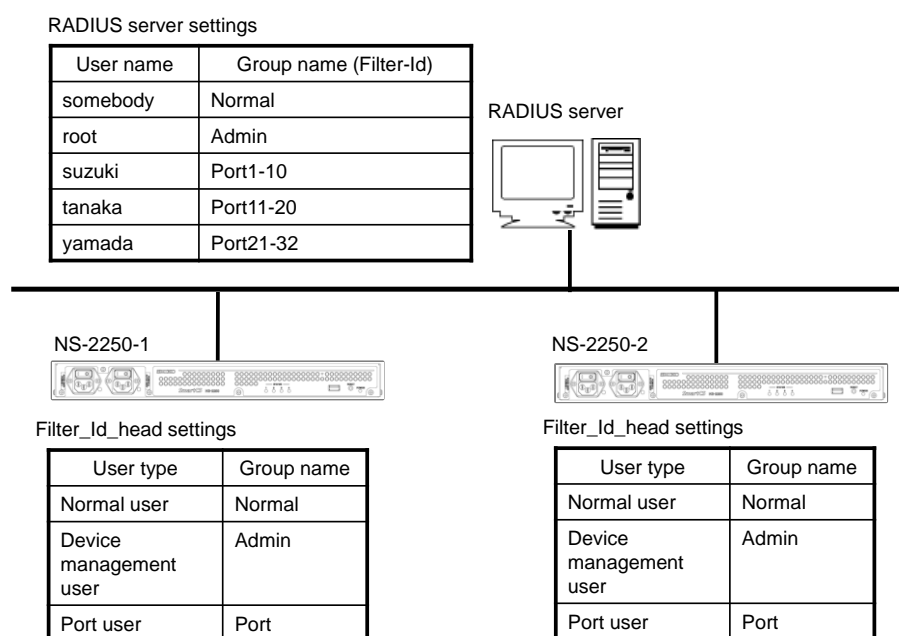 RADIUS server settings
User name Group name (Filter-Id)
somebody Normal
root Admin
suzuki Port1-10
tanaka Port11-20
yamada Port21-32
RADIUS server
NS-2250-1
Filter_Id_head settings
User type Group name
Normal user Normal
Device management user Admin
Port user Port
NS-2250-2
Filter_Id_head settings
User type Group name
Normal user Normal
Device management user Admin
Port user Port